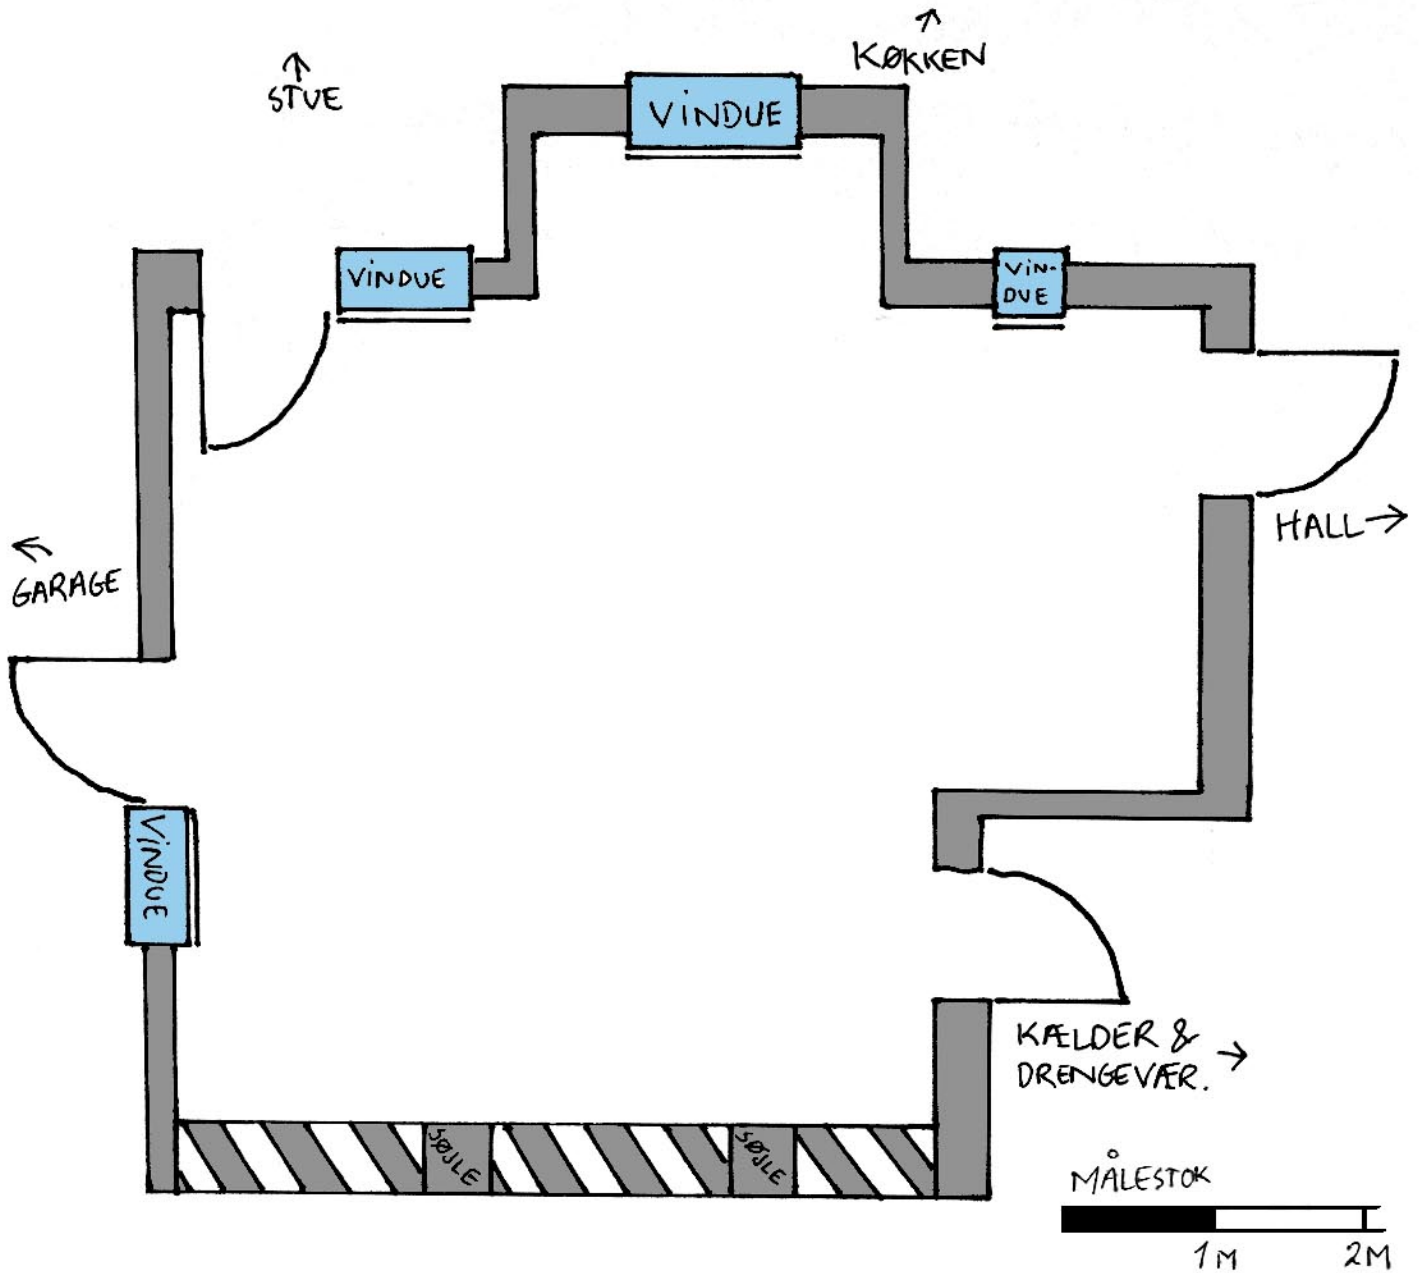 ↑
KØKKEN
↑
STUE
VINDUE
VINDUE
VIN-
DUE
HALL→
←
GARAGE
VINDUE
KÆLDER &
DRENGEVÆR. →
SØJLE
SØJLE
MÅLESTOK
1M 2M